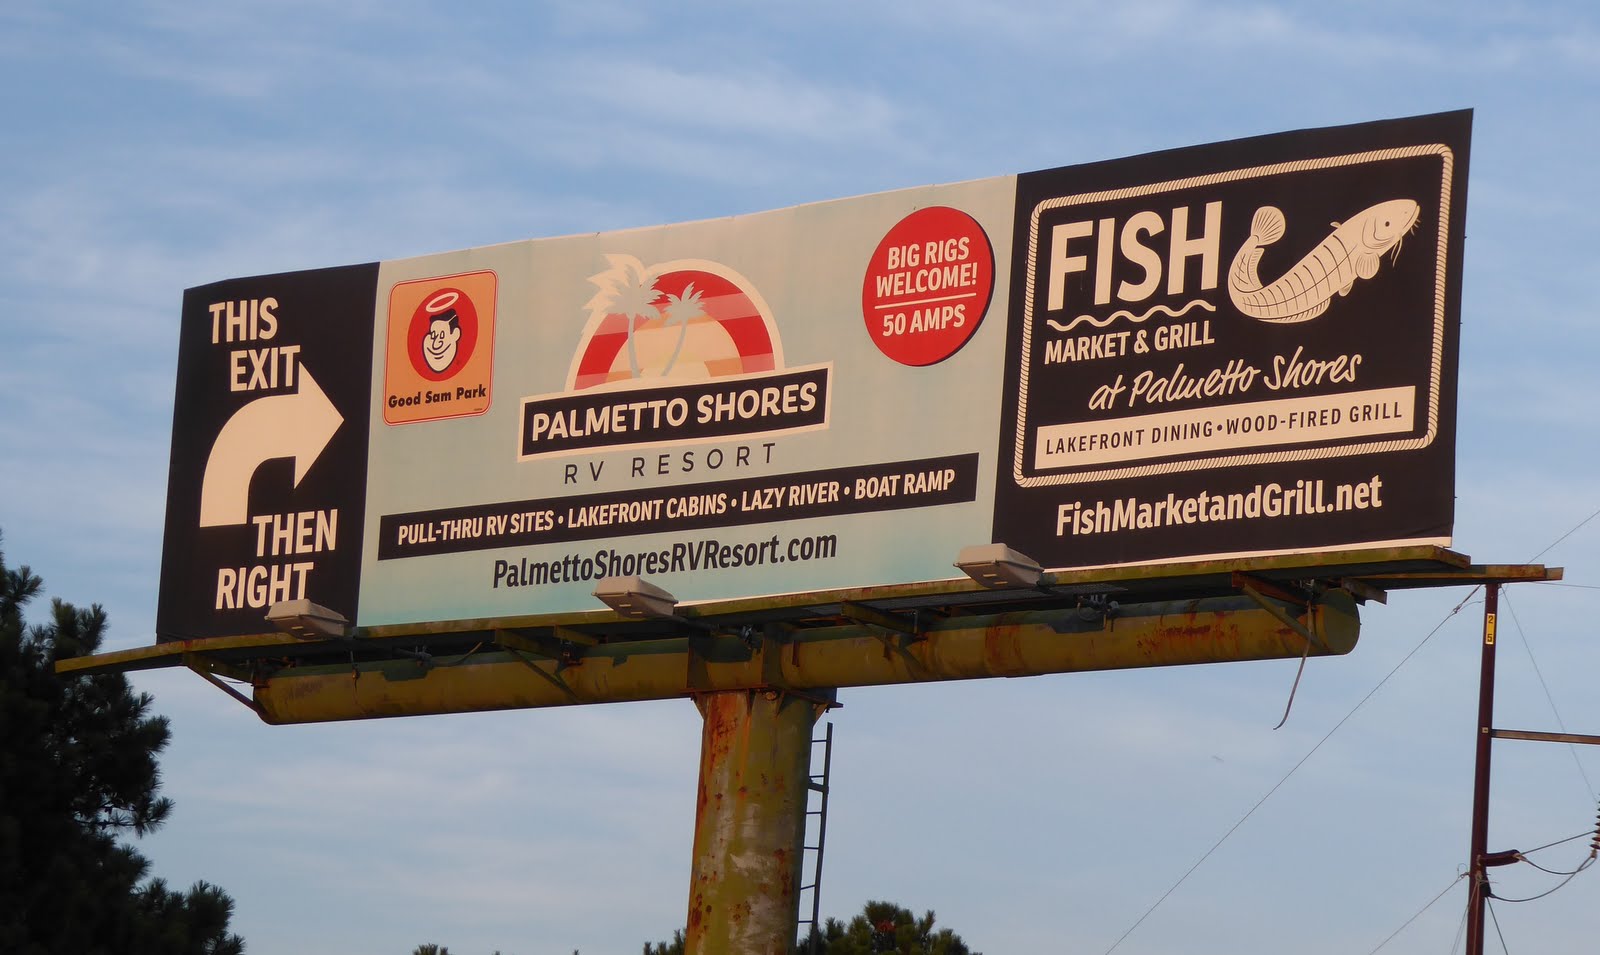 THIS
EXIT
THEN
RIGHT
Good Sam Park
PALMETTO SHORES
RV RESORT
BIG RIGS
WELCOME!
50 AMPS
PULL-THRU RV SITES • LAKEFRONT CABINS • LAZY RIVER • BOAT RAMP
PalmettoShoresRVResort.com
FISH
MARKET & GRILL
at Palmetto Shores
LAKEFRONT DINING • WOOD-FIRED GRILL
FishMarketandGrill.net
2
5